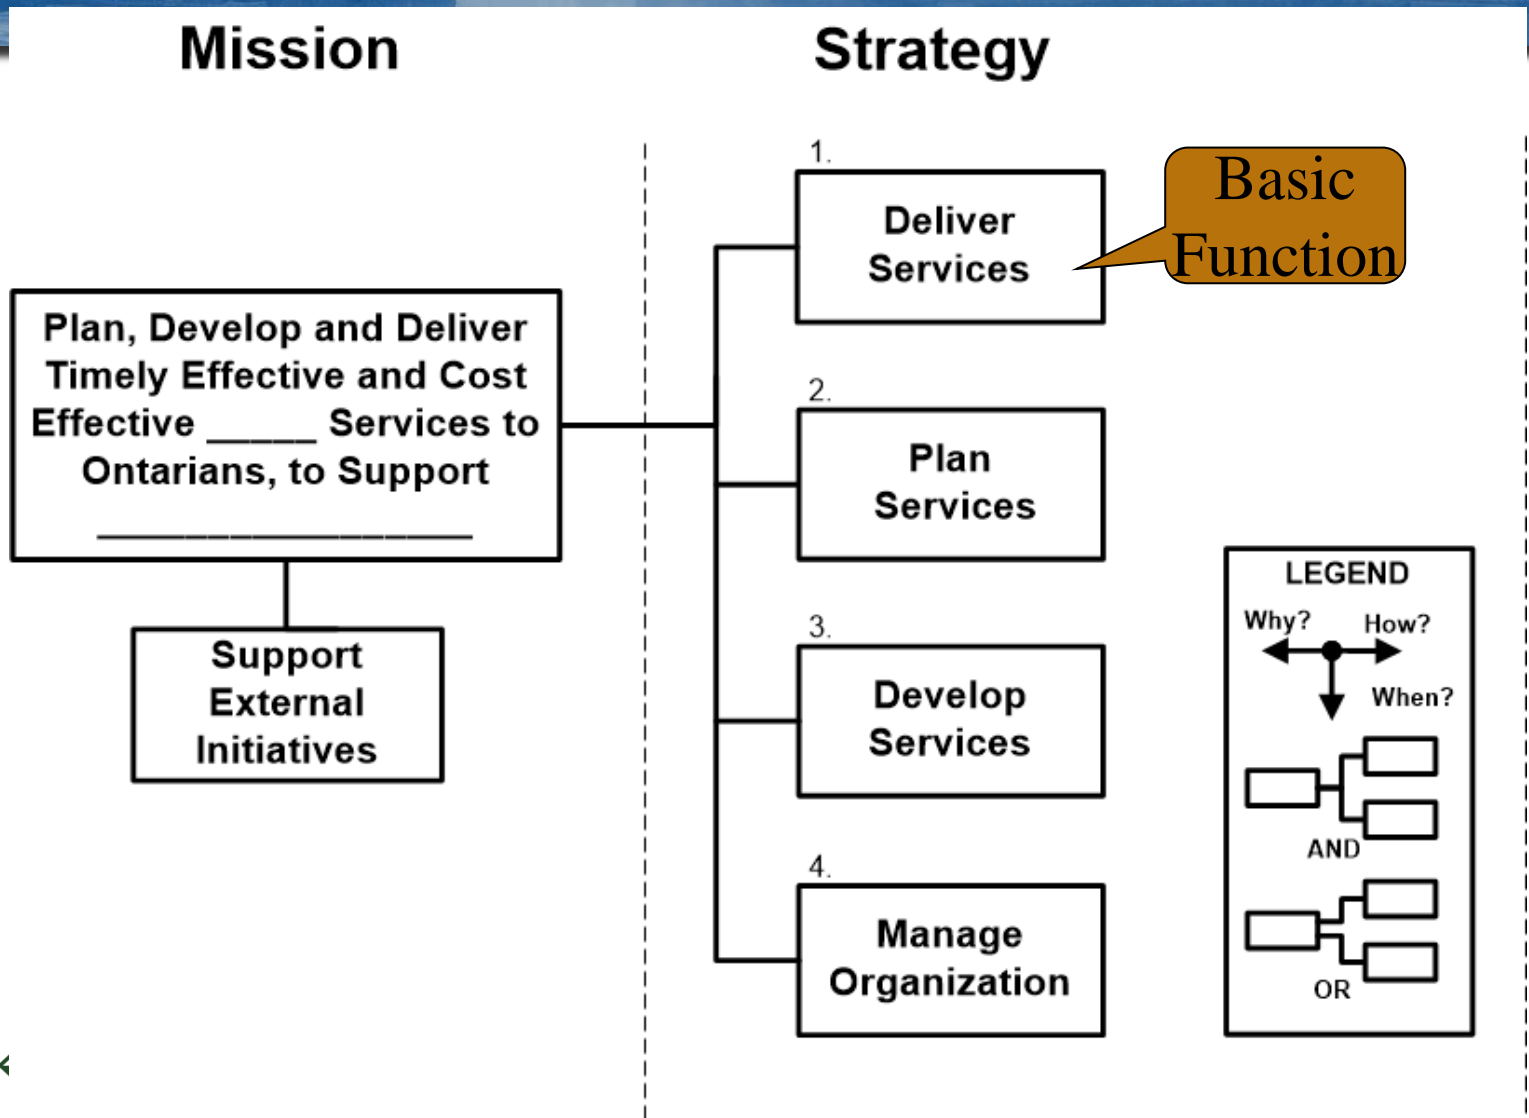 Mission
Strategy
Plan, Develop and Deliver
Timely Effective and Cost
Effective _____ Services to
Ontarians, to Support
_________________
Support
External
Initiatives
1.
Deliver
Services
Basic
Function
2.
Plan
Services
3.
Develop
Services
4.
Manage
Organization
LEGEND
Why?
How?
When?
AND
OR